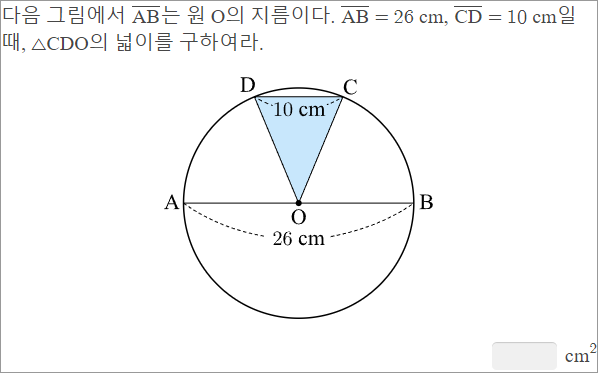 다음 그림에서 AB는 원 O의 지름이다. AB = 26 cm, CD = 10 cm일
때, △CDO의 넓이를 구하여라.
D
C
10 cm
A
B
O
26 cm
cm²